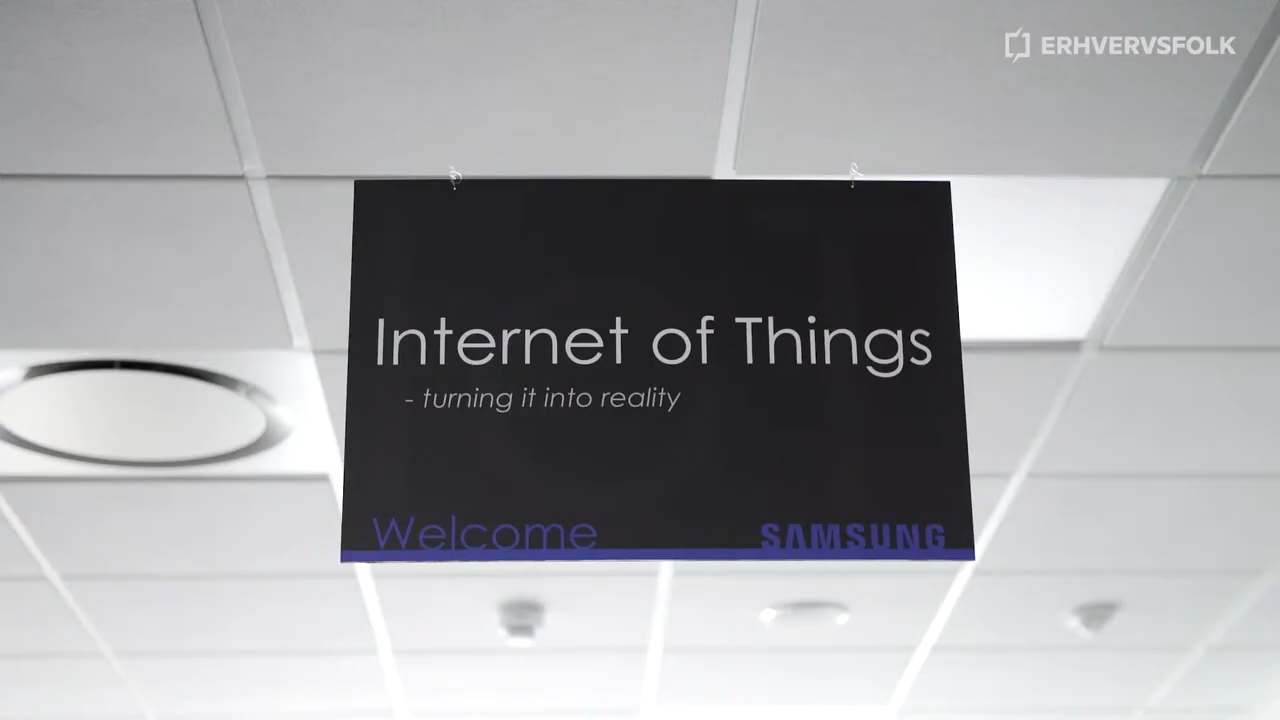 ERHVERVSFOLK
Internet of Things
- turning it into reality
Welcome SAMSUNG